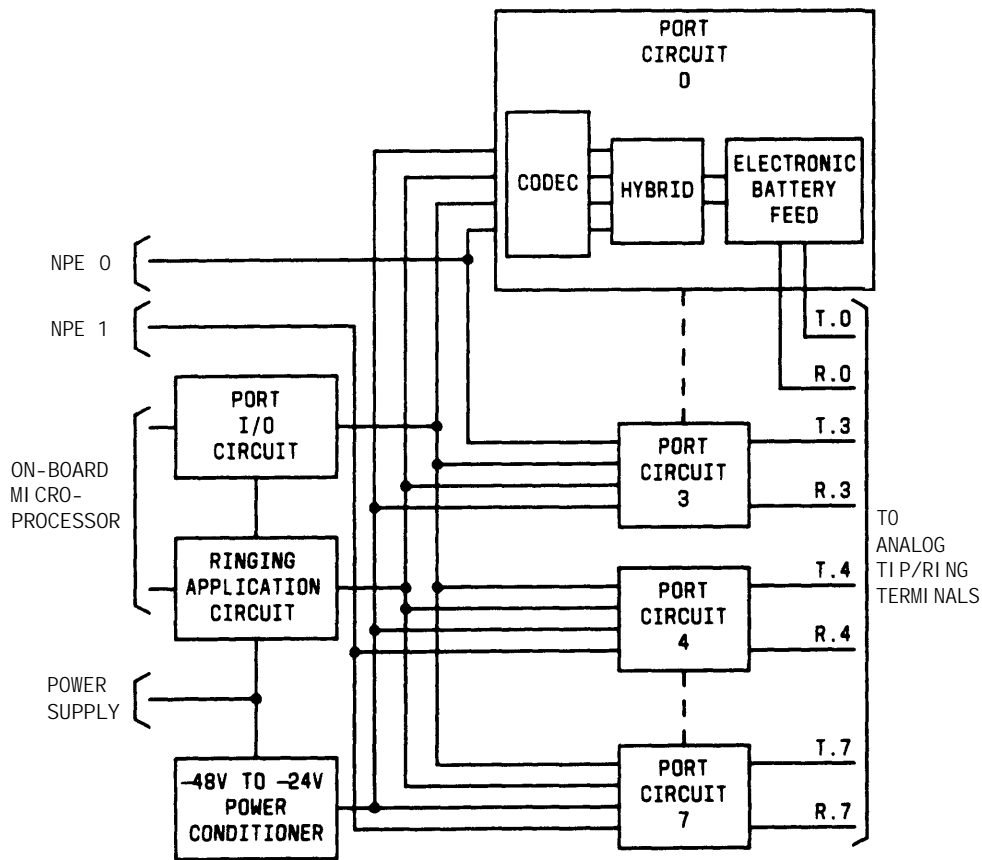 PORT
CIRCUIT
0
CODEC
HYBRID
ELECTRONIC
BATTERY
FEED
NPE 0
NPE 1
T.0
R.0
PORT
I/O
CIRCUIT
ON-BOARD
MICRO-
PROCESSOR
RINGING
APPLICATION
CIRCUIT
PORT
CIRCUIT
3
T.3
R.3
TO
ANALOG
TIP/RING
TERMINALS
PORT
CIRCUIT
4
T.4
R.4
POWER
SUPPLY
-48V TO -24V
POWER
CONDITIONER
PORT
CIRCUIT
7
T.7
R.7